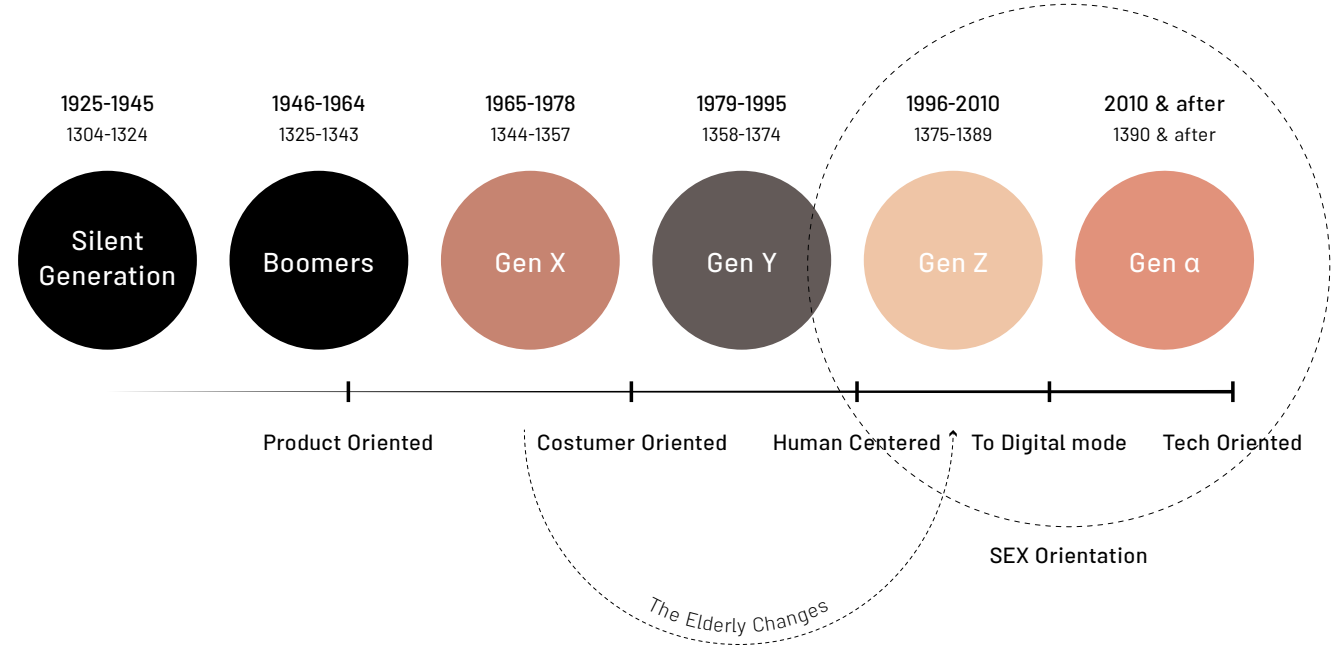 1925-1945
1304-1324
1946-1964
1325-1343
1965-1978
1344-1357
1979-1995
1358-1374
1996-2010
1375-1389
2010 & after
1390 & after
Silent
Generation
Boomers
Gen X
Gen Y
Gen Z
Gen α
Product Oriented
Costumer Oriented
Human Centered
To Digital mode
Tech Oriented
SEX Orientation
The Elderly Changes